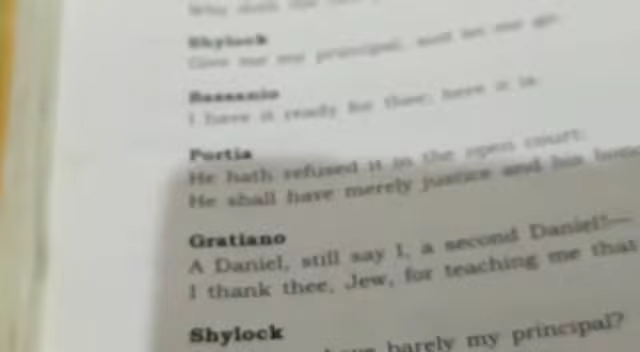 Shylock
Give me my principal, and let me go.
Bassanio
I have it ready for thee; here it is.
Portia
He hath refused it in the open court:
He shall have merely justice and his
Gratiano
A Daniel, still say I, a second Daniel!—
I thank thee, Jew, for teaching me that
Shylock
barely my principal?